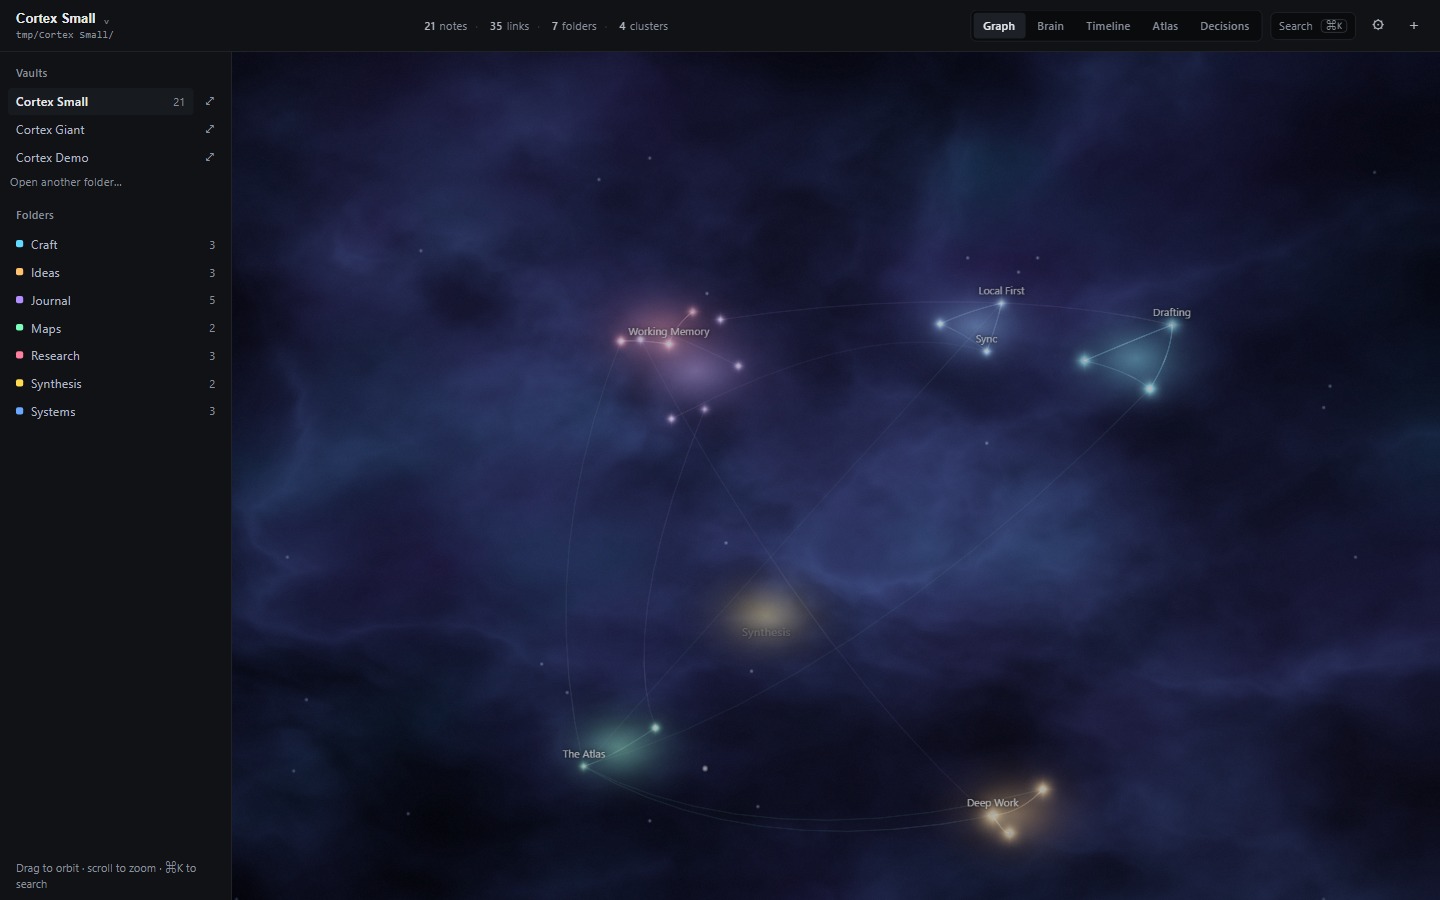 Cortex Small v
tmp/Cortex Small/
21 notes · 35 links · 7 folders · 4 clusters
Graph Brain Timeline Atlas Decisions
Search ⌘K
+
Vaults
Cortex Small 21
Cortex Giant
Cortex Demo
Open another folder...
Folders
Craft 3
Ideas 3
Journal 5
Maps 2
Research 3
Synthesis 2
Systems 3
Drag to orbit · scroll to zoom · ⌘K to
search
Local First
Drafting
Working Memory
Sync
Synthesis
The Atlas
Deep Work